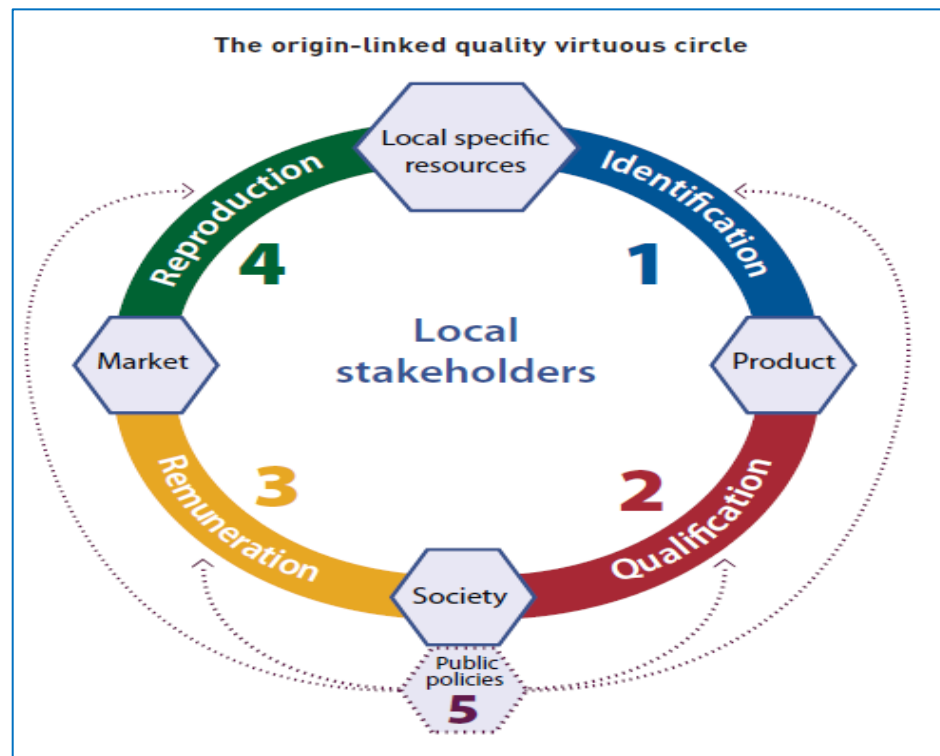 The origin-linked quality virtuous circle
Local specific
resources
Identification
1
Product
Qualification
2
Society
Remuneration
3
Market
Reproduction
4
Local
stakeholders
Public
policies
5